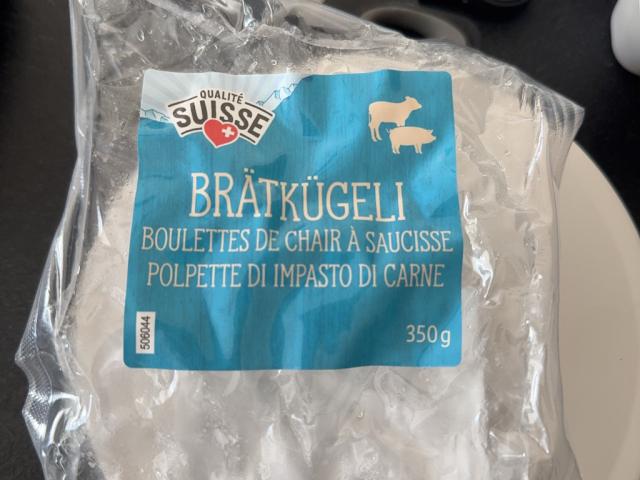 QUALITÉ
SUISSE
BRÄTKÜGELI
BOULETTES DE CHAIR À SAUCISSE
POLPETTE DI IMPASTO DI CARNE
506044
350g